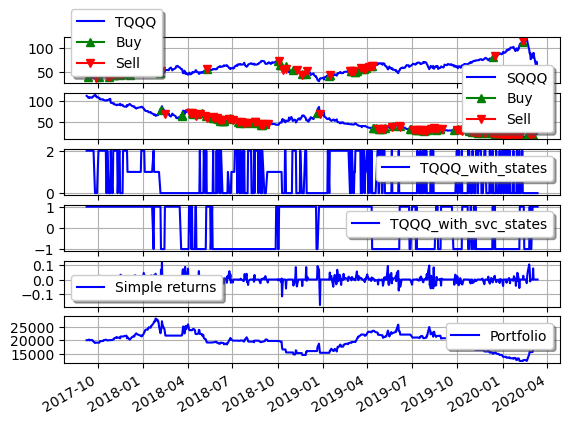 TQQQ
Buy
Sell
100
50
SQQQ
Buy
Sell
100
50
2
0
TQQQ_with_states
1
−1
TQQQ_with_svc_states
0.1
0.0
−0.1
Simple returns
25000
20000
15000
Portfolio
2017-10 2018-01 2018-04 2018-07 2018-10 2019-01 2019-04 2019-07 2019-10 2020-01 2020-04